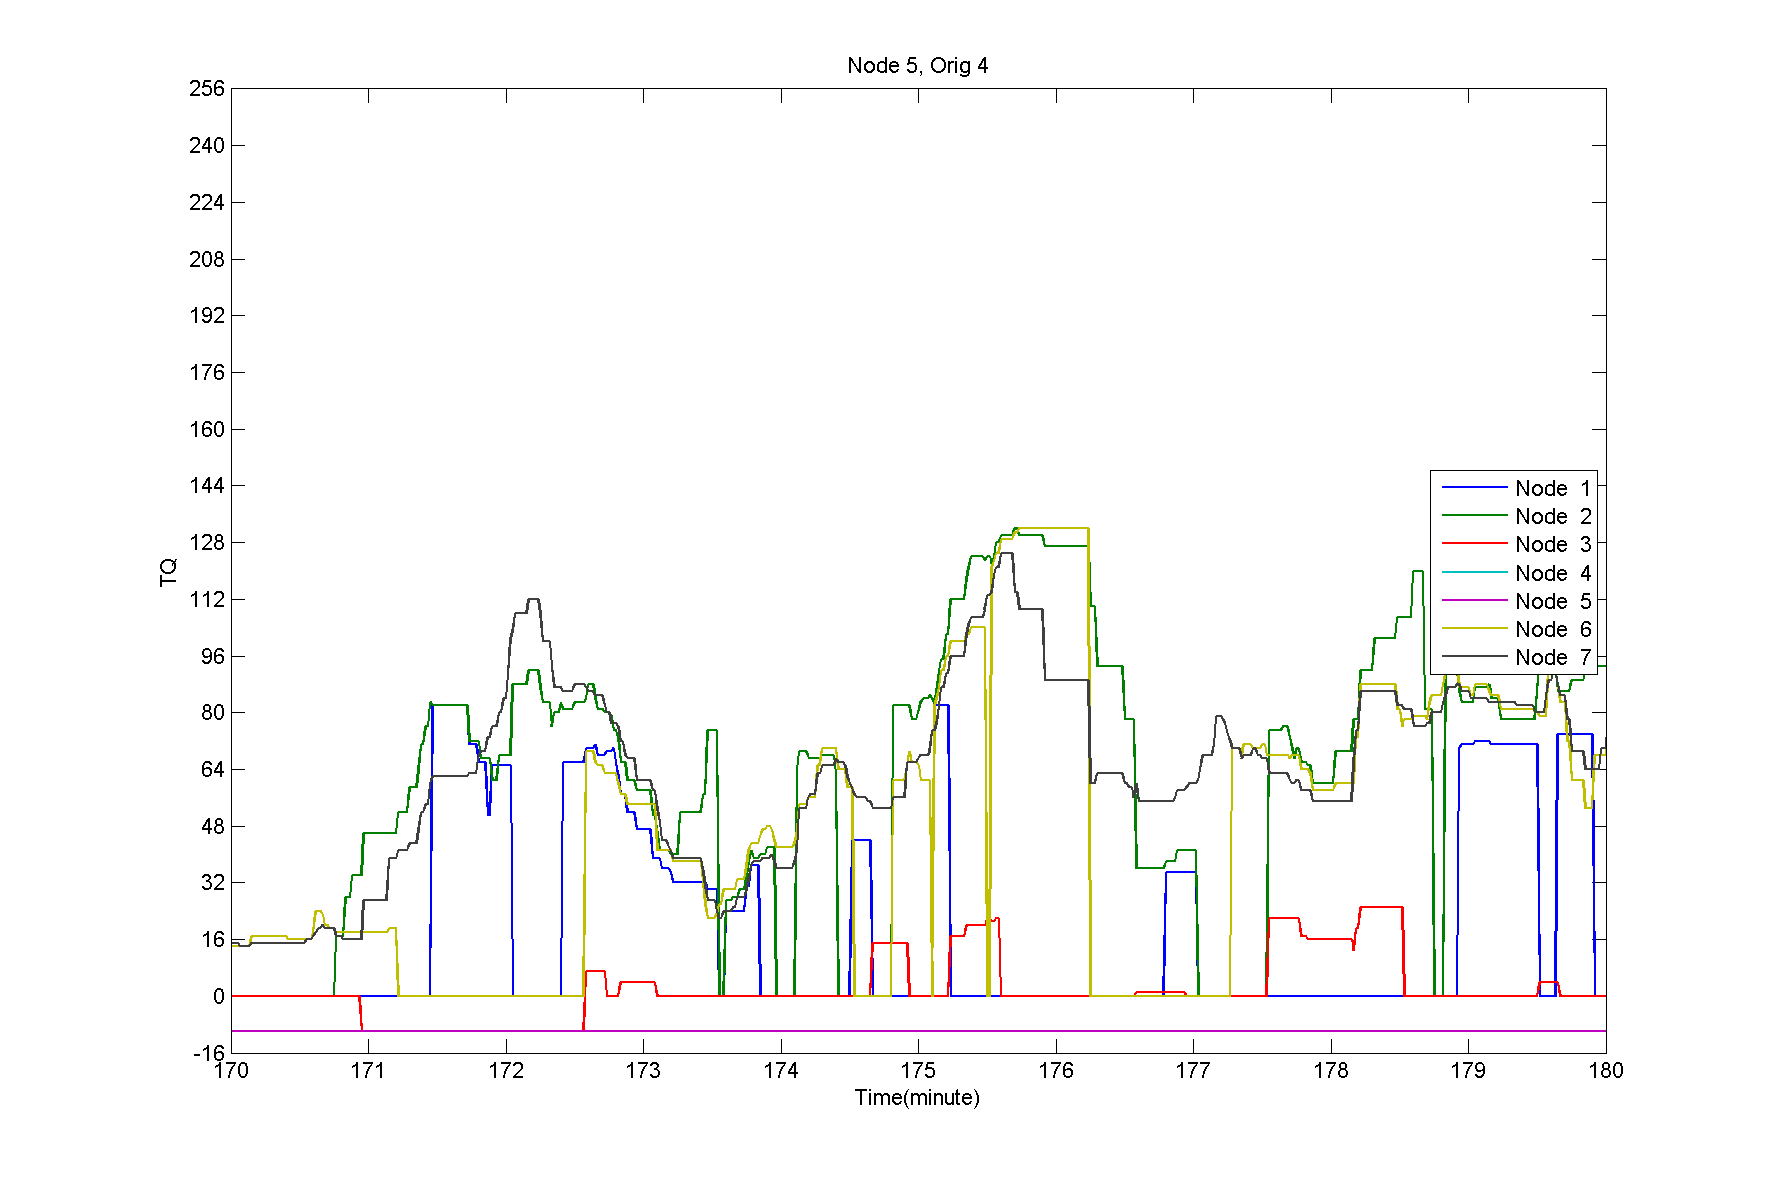 Node 5, Orig 4
256
240
224
208
192
176
160
144
128
112
96
80
64
48
32
16
0
-16
TQ
Node 1
Node 2
Node 3
Node 4
Node 5
Node 6
Node 7
170 171 172 173 174 175 176 177 178 179 180
Time(minute)